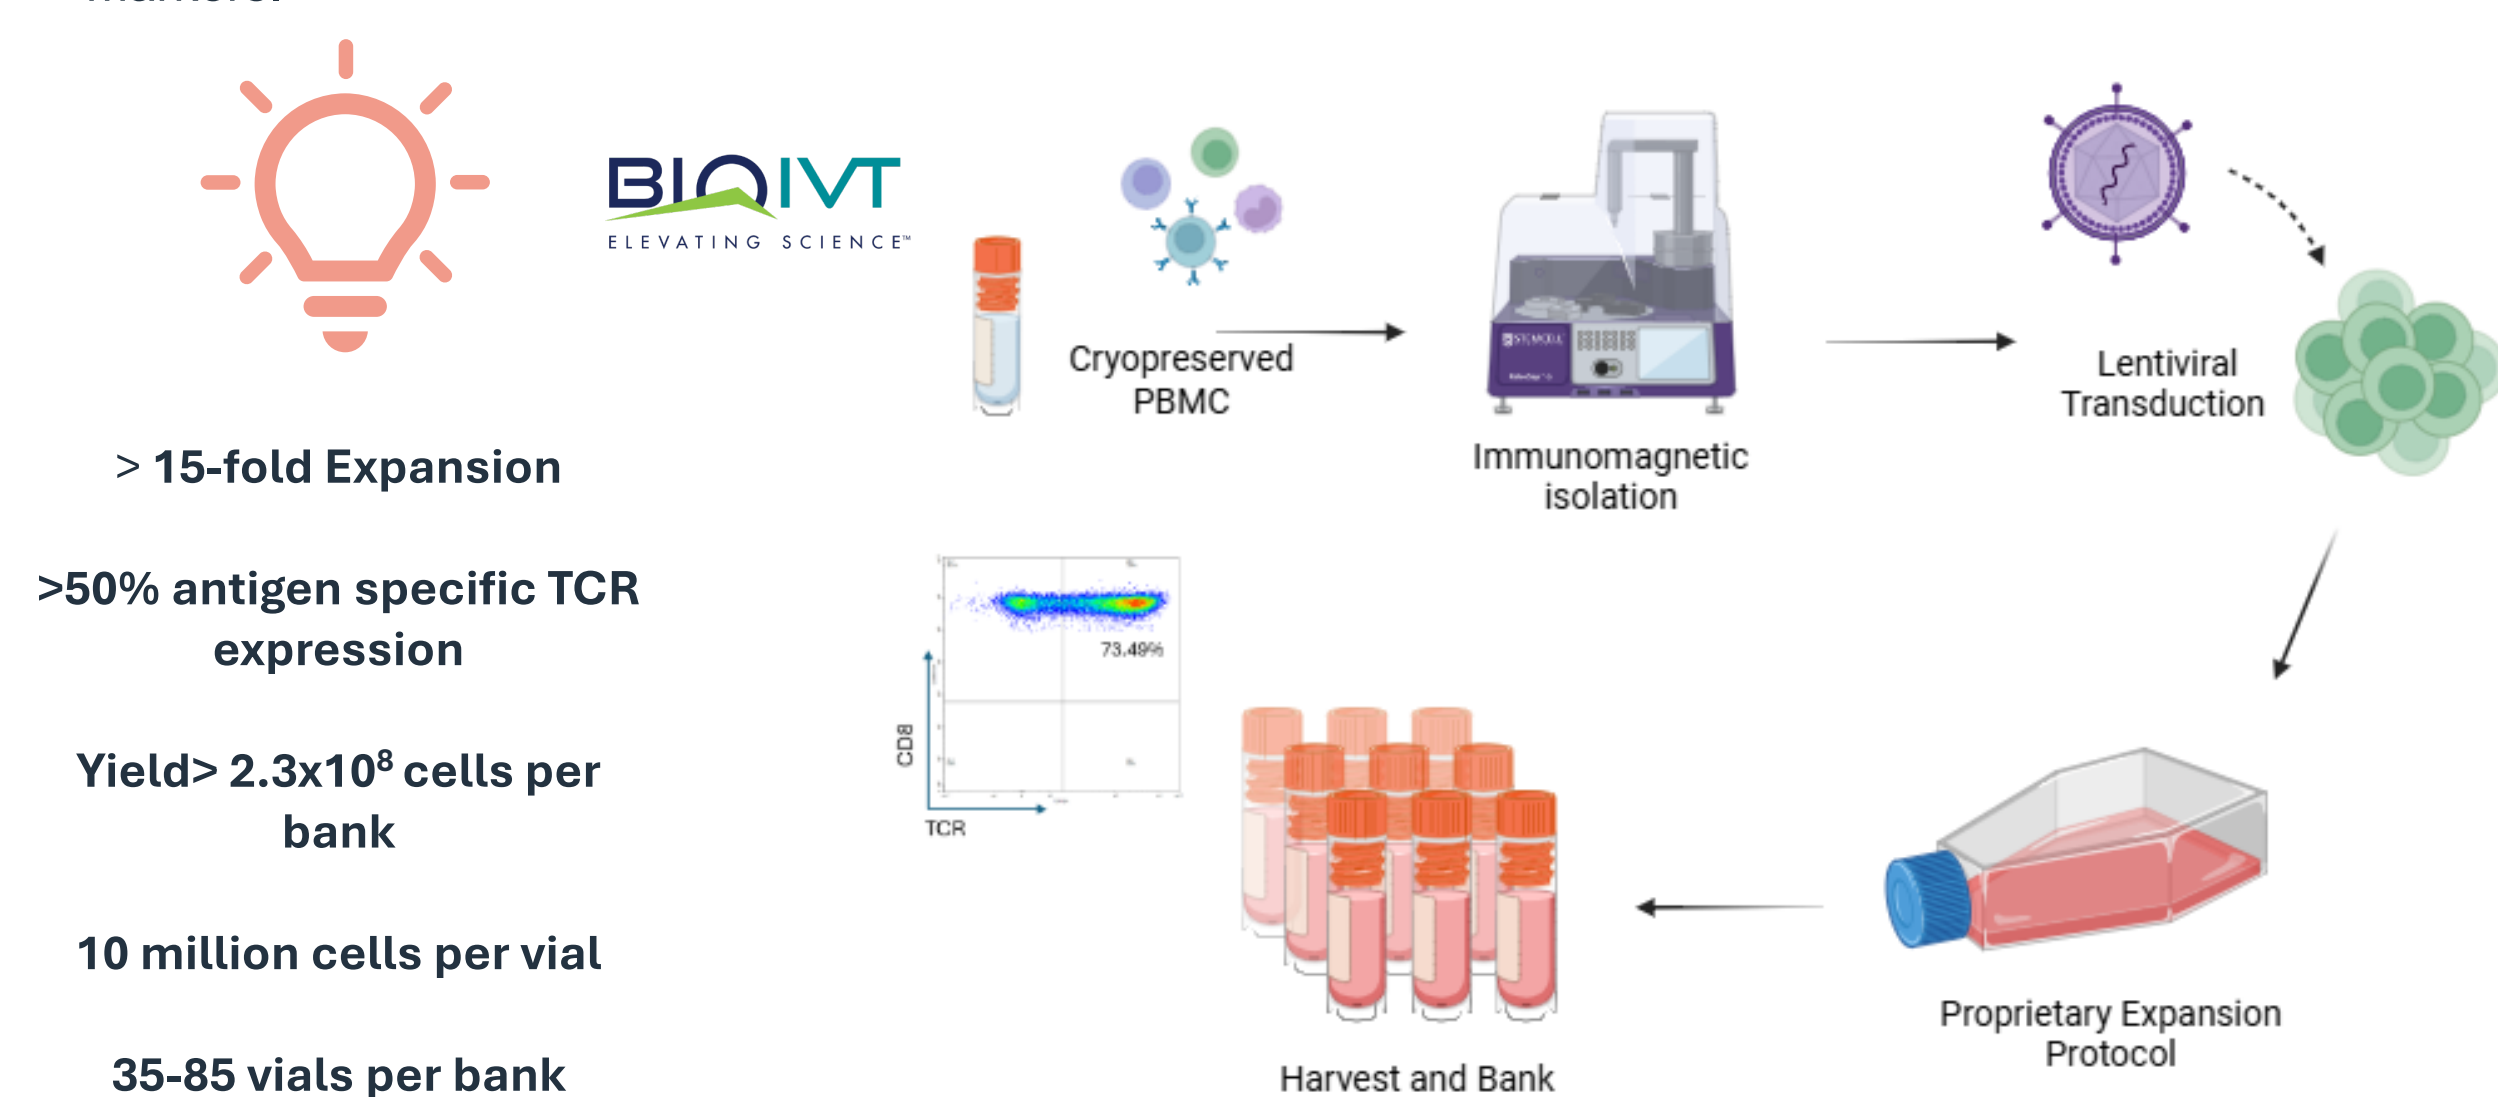 BIOIVT
ELEVATING SCIENCE™
> 15-fold Expansion
>50% antigen specific TCR
expression
Yield> 2.3x10⁸ cells per
bank
10 million cells per vial
35-85 vials per bank
Cryopreserved
PBMC
STEMCELL
Immunomagnetic
isolation
Lentiviral
Transduction
Proprietary Expansion
Protocol
Harvest and Bank
73.49%
CD8
TCR